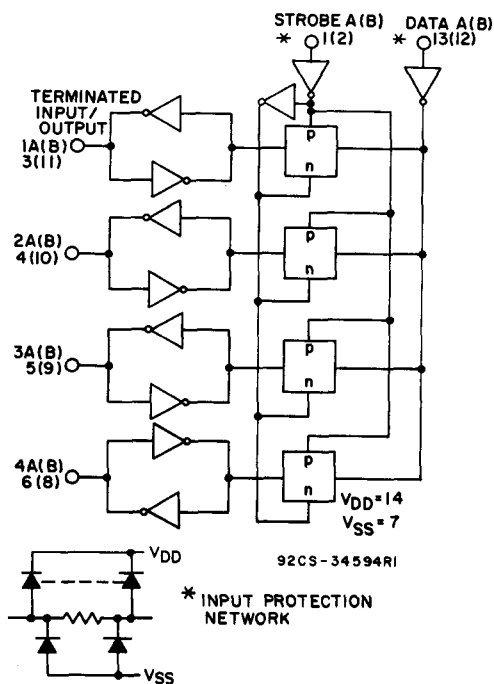 STROBE A(B)
* 1(2)
DATA A(B)
* 13(12)
TERMINATED
INPUT/
OUTPUT
1A(B)
3(11)
p
n
2A(B)
4(10)
p
n
3A(B)
5(9)
p
n
4A(B)
6(8)
p
n
VDD=14
VSS=7
92CS-34594R1
VDD
* INPUT PROTECTION
NETWORK
VSS